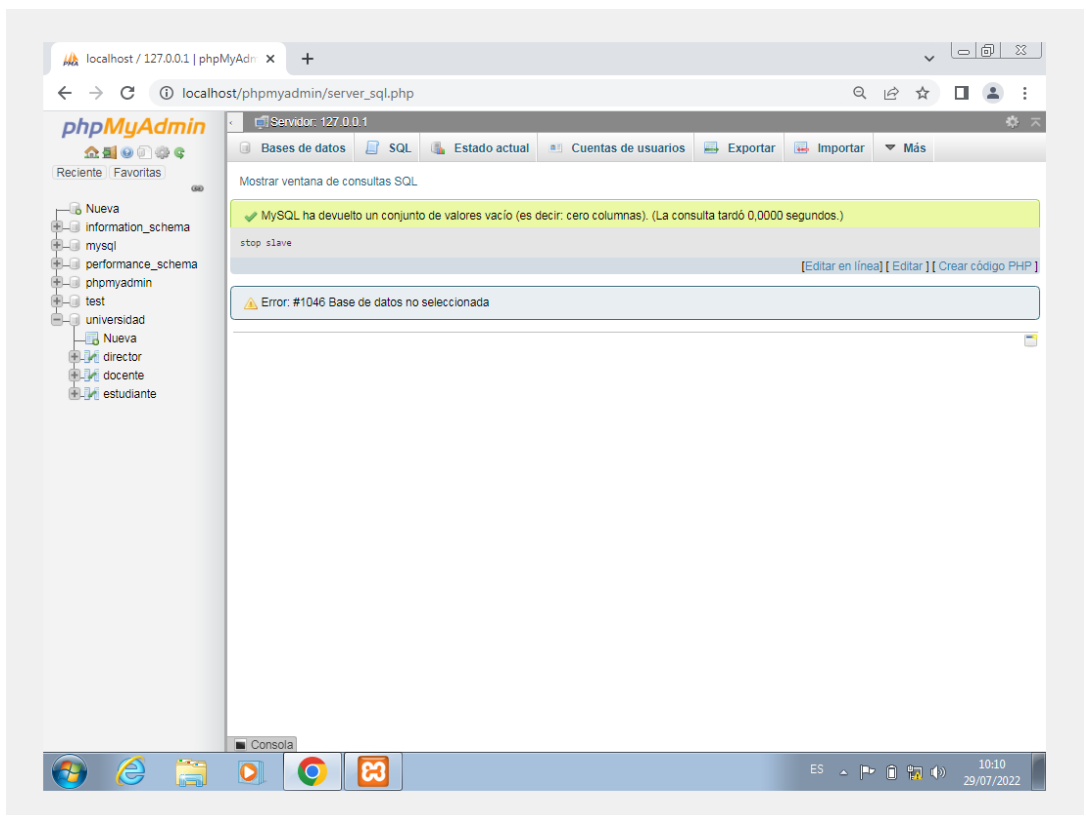 localhost / 127.0.0.1 | phpMyAdm
localhost/phpmyadmin/server_sql.php
phpMyAdmin
Reciente Favoritas
Nueva
information_schema
mysql
performance_schema
phpmyadmin
test
universidad
Nueva
director
docente
estudiante
Servidor: 127.0.0.1
Bases de datos SQL Estado actual Cuentas de usuarios Exportar Importar Más
Mostrar ventana de consultas SQL
MySQL ha devuelto un conjunto de valores vacío (es decir: cero columnas). (La consulta tardó 0,0000 segundos.)
stop slave
[Editar en línea] [ Editar ] [ Crear código PHP ]
Error: #1046 Base de datos no seleccionada
Consola
ES
10:10
29/07/2022